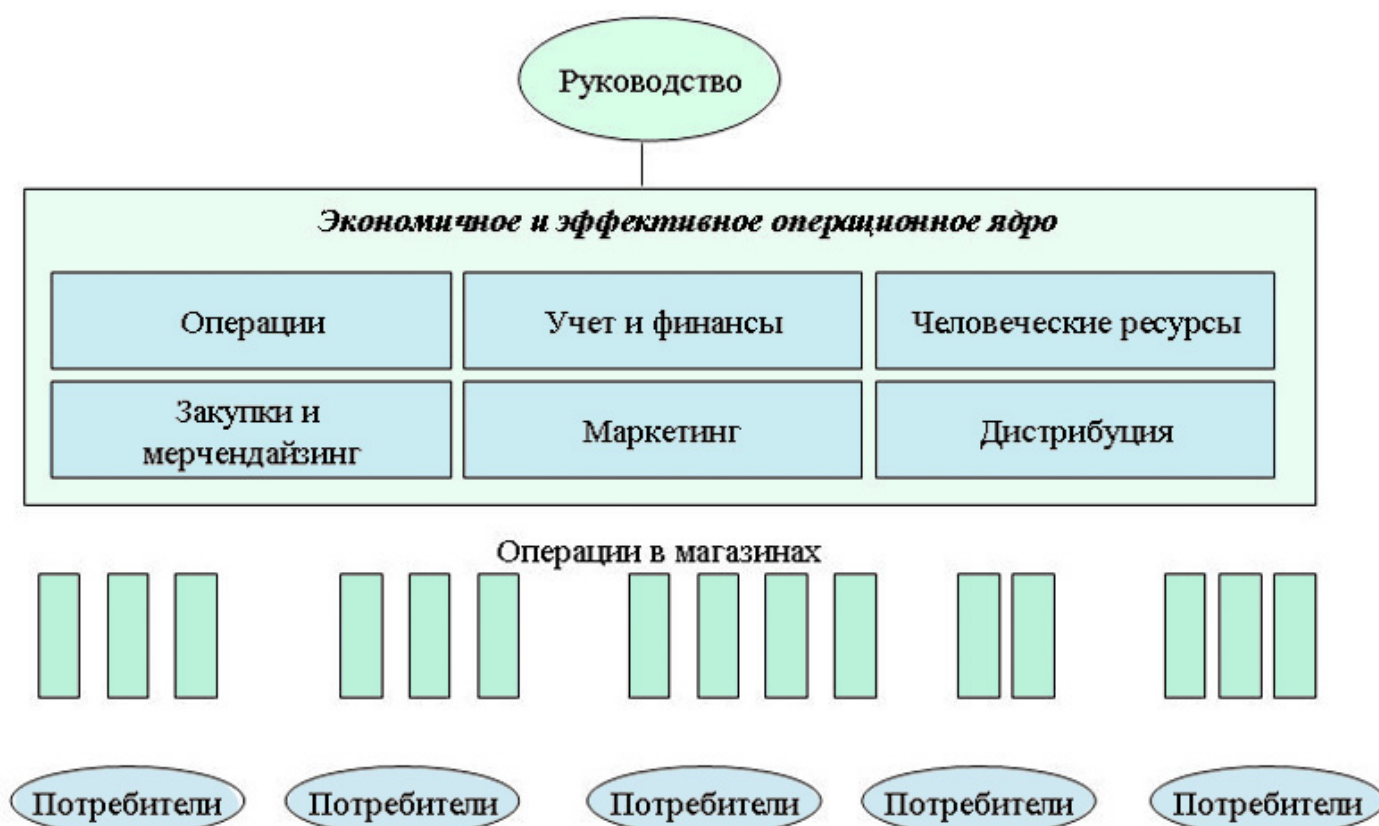 Руководство
Экономичное и эффективное операционное ядро
Операции
Учет и финансы
Человеческие ресурсы
Закупки и
мерчендайзинг
Маркетинг
Дистрибуция
Операции в магазинах
Потребители
Потребители
Потребители
Потребители
Потребители